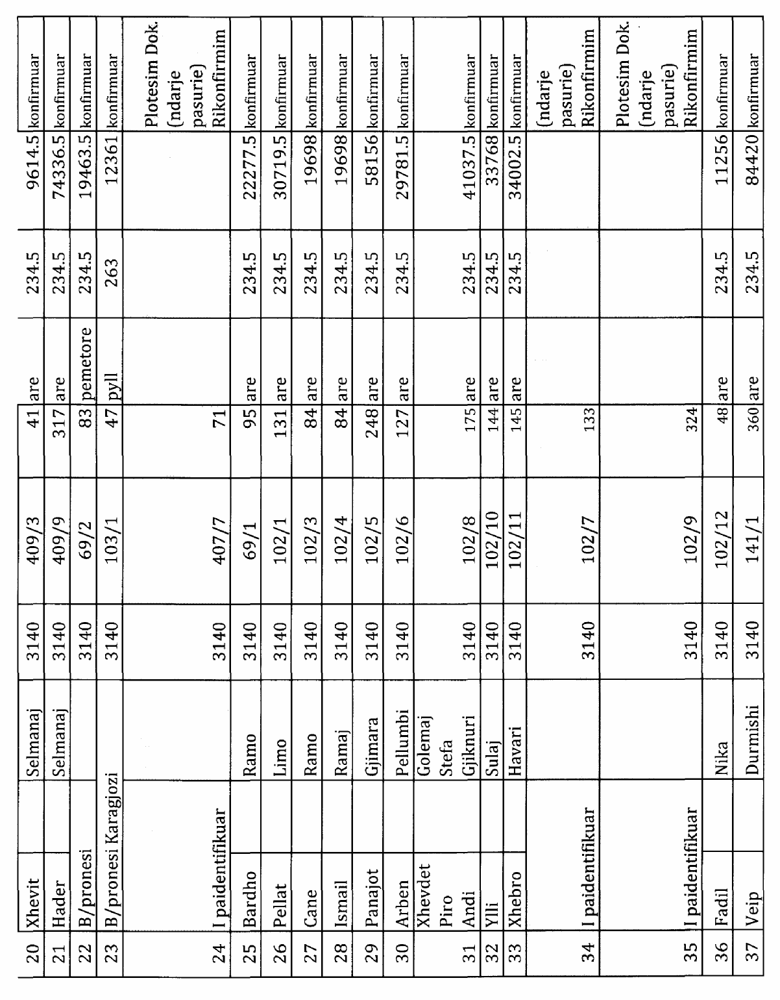 20 Xhevit Selmanaj 3140 409/3 41 are 234.5 9614.5 konfirmuar
21 Hader Selmanaj 3140 409/9 317 are 234.5 74336.5 konfirmuar
22 B/pronesi 3140 69/2 83 pemetore 234.5 19463.5 konfirmuar
23 B/pronesi Karagjozi 3140 103/1 47 pyll 263 12361 konfirmuar
Plotesim Dok.
(ndarje
pasurie)
24 I paidentifikuar 3140 407/7 71 Rikonfirmim
25 Bardho Ramo 3140 69/1 95 are 234.5 22277.5 konfirmuar
26 Pellat Limo 3140 102/1 131 are 234.5 30719.5 konfirmuar
27 Cane Ramo 3140 102/3 84 are 234.5 19698 konfirmuar
28 Ismail Ramaj 3140 102/4 84 are 234.5 19698 konfirmuar
29 Panajot Gjimara 3140 102/5 248 are 234.5 58156 konfirmuar
30 Arben Pellumbi 3140 102/6 127 are 234.5 29781.5 konfirmuar
Xhevdet Golemaj
Piro Stefa
31 Andi Gjiknuri 3140 102/8 175 are 234.5 41037.5 konfirmuar
32 Ylli Sulaj 3140 102/10 144 are 234.5 33768 konfirmuar
33 Xhebro Havari 3140 102/11 145 are 234.5 34002.5 konfirmuar
(ndarje
pasurie)
34 I paidentifikuar 3140 102/7 133 Rikonfirmim
Plotesim Dok.
(ndarje
pasurie)
35 I paidentifikuar 3140 102/9 324 Rikonfirmim
36 Fadil Nika 3140 102/12 48 are 234.5 11256 konfirmuar
37 Veip Durmishi 3140 141/1 360 are 234.5 84420 konfirmuar